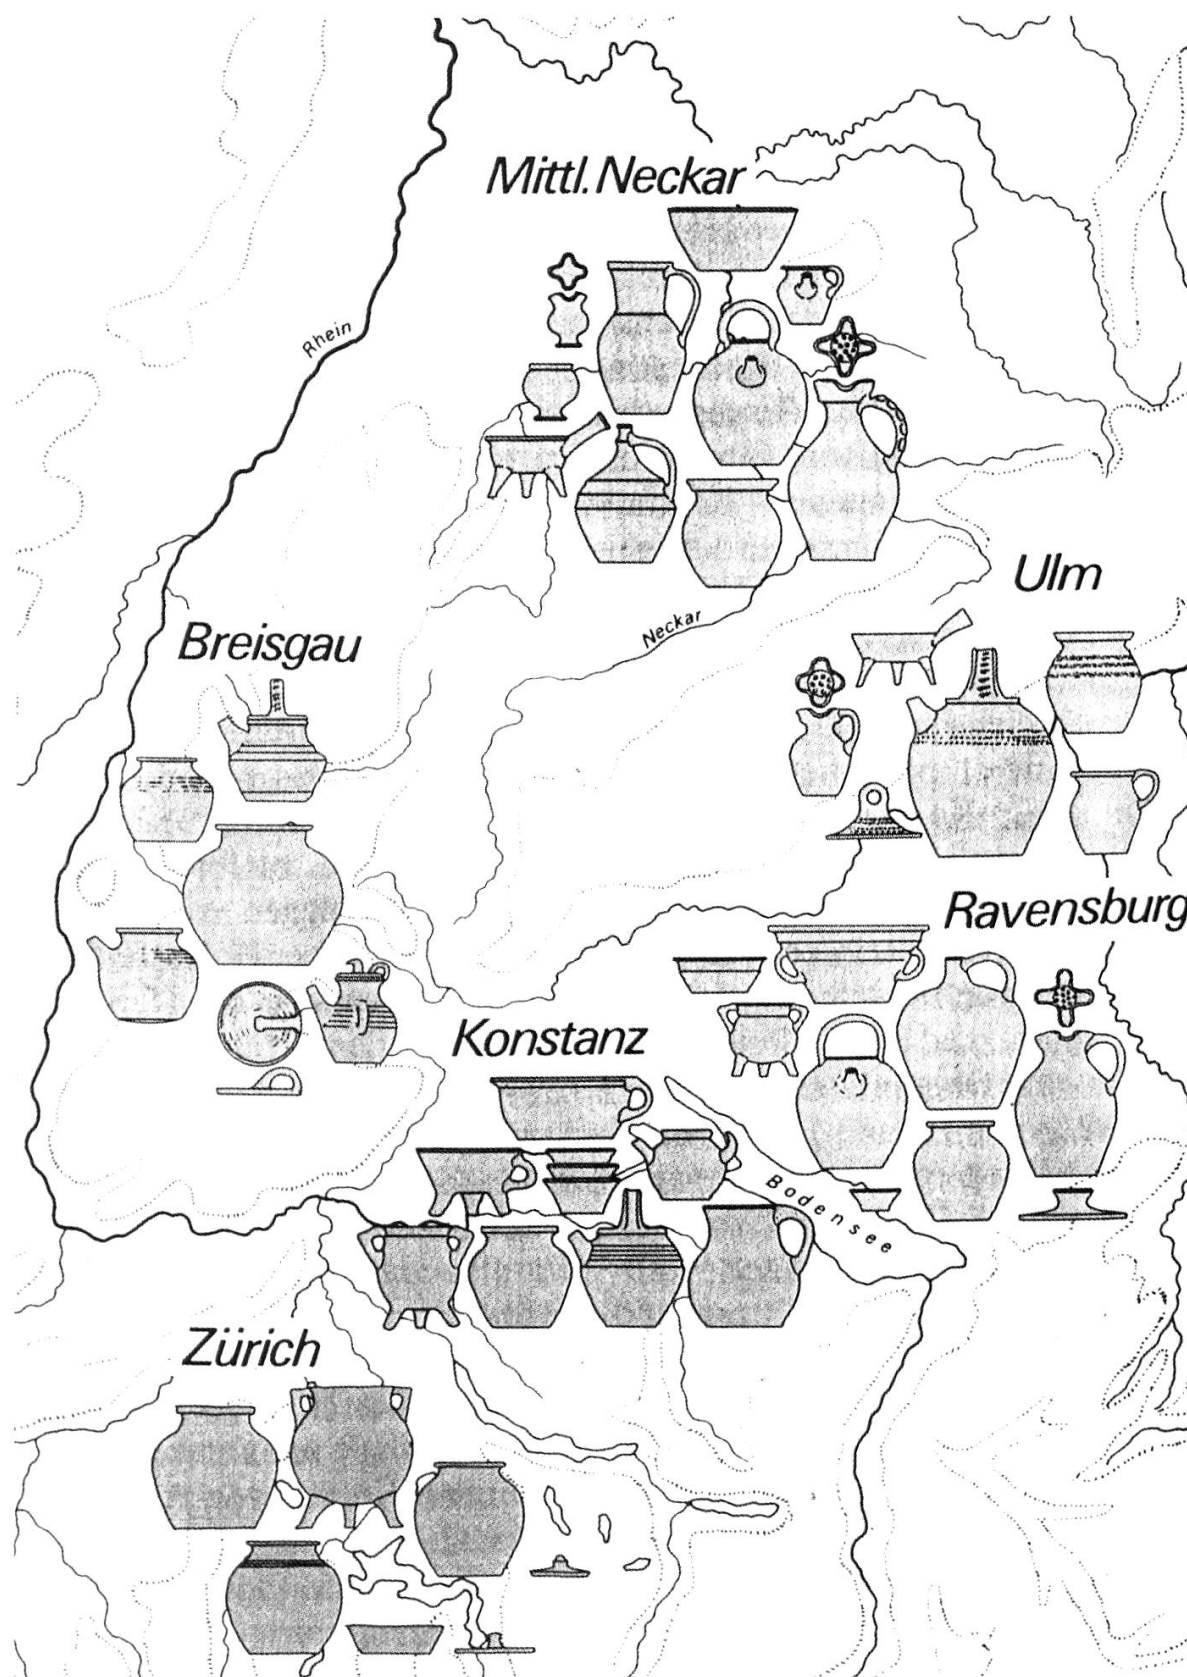 Mittl. Neckar
Rhein
Ulm
Neckar
Breisgau
Ravensburg
Konstanz
Bodensee
Zürich